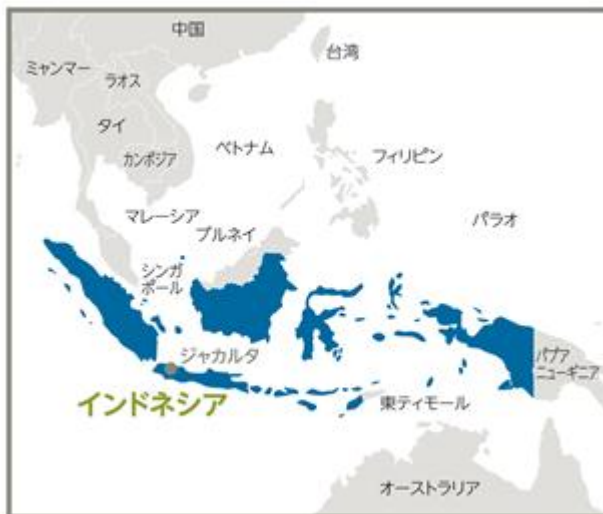 中国
台湾
ミャンマー
ラオス
タイ
カンボジア
ベトナム
フィリピン
マレーシア
ブルネイ
パラオ
シンガ
ポール
ジャカルタ
パプア
ニューギニア
インドネシア
東ティモール
オーストラリア